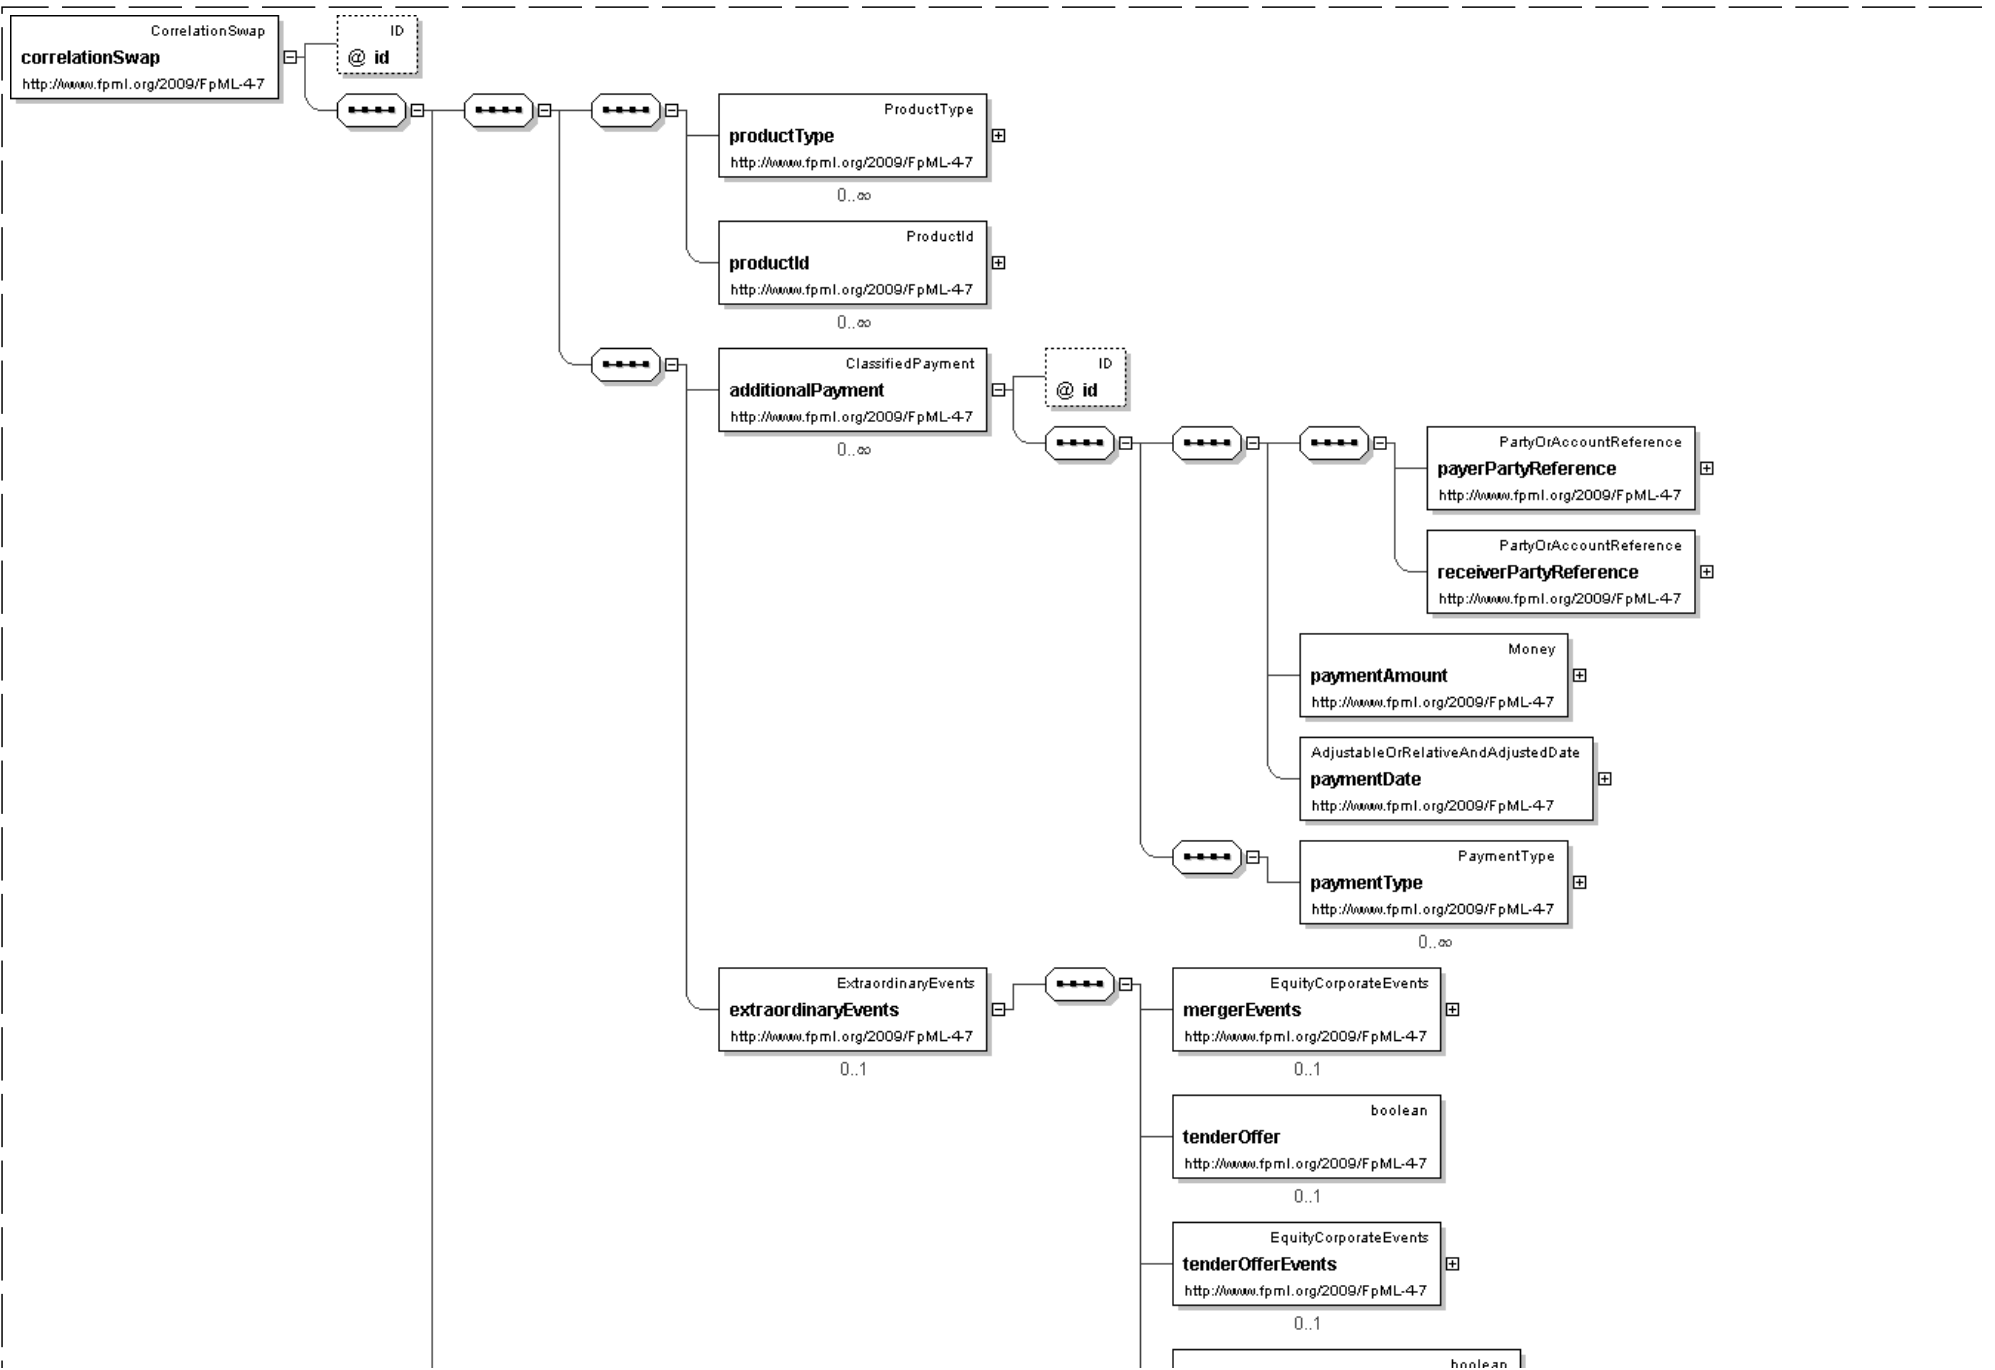 CorrelationSwap
correlationSwap
http://www.fpml.org/2009/FpML-4-7
ID
@ id
ProductType
productType
http://www.fpml.org/2009/FpML-4-7
0..∞
ProductId
productId
http://www.fpml.org/2009/FpML-4-7
0..∞
ClassifiedPayment
additionalPayment
http://www.fpml.org/2009/FpML-4-7
0..∞
ID
@ id
PartyOrAccountReference
payerPartyReference
http://www.fpml.org/2009/FpML-4-7
PartyOrAccountReference
receiverPartyReference
http://www.fpml.org/2009/FpML-4-7
Money
paymentAmount
http://www.fpml.org/2009/FpML-4-7
AdjustableOrRelativeAndAdjustedDate
paymentDate
http://www.fpml.org/2009/FpML-4-7
PaymentType
paymentType
http://www.fpml.org/2009/FpML-4-7
0..∞
ExtraordinaryEvents
extraordinaryEvents
http://www.fpml.org/2009/FpML-4-7
0..1
EquityCorporateEvents
mergerEvents
http://www.fpml.org/2009/FpML-4-7
0..1
boolean
tenderOffer
http://www.fpml.org/2009/FpML-4-7
0..1
EquityCorporateEvents
tenderOfferEvents
http://www.fpml.org/2009/FpML-4-7
0..1
boolean